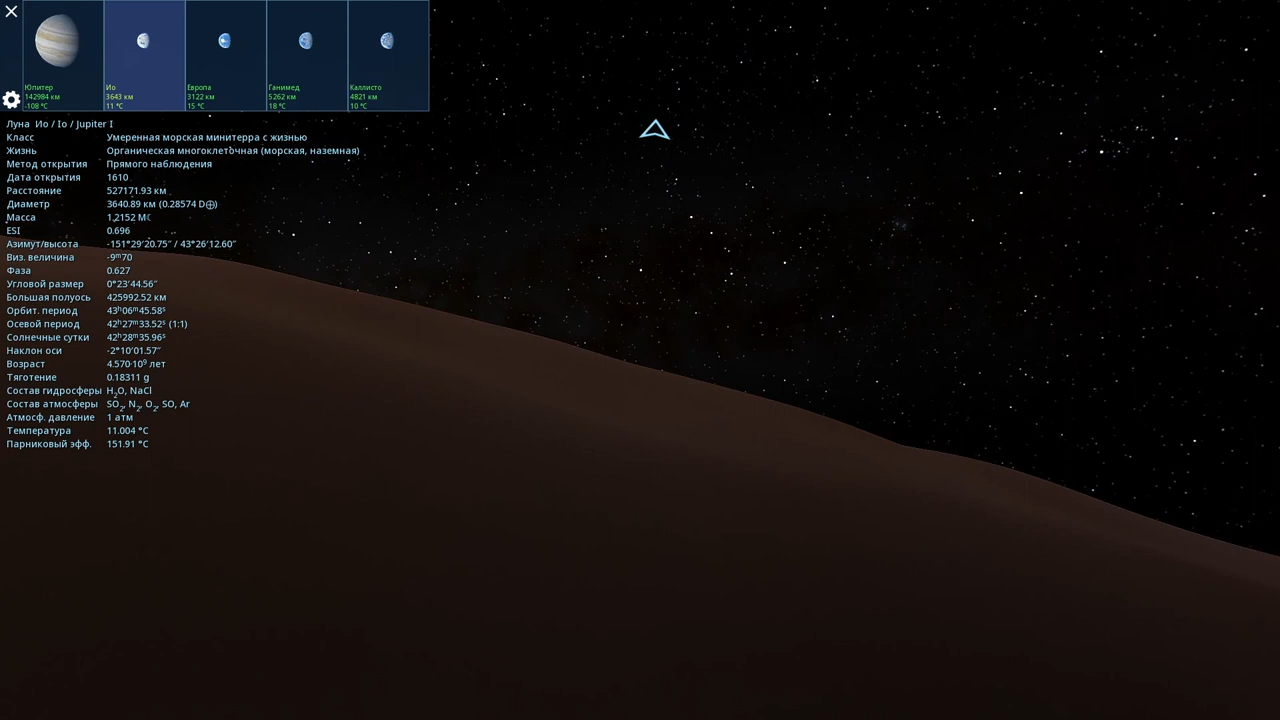 Юпитер
142984 км
-108 °C
Ио
3643 км
11 °C
Европа
3122 км
15 °C
Ганимед
5262 км
18 °C
Каллисто
4821 км
10 °C
Луна Ио / Io / Jupiter I
Класс Умеренная морская минитерра с жизнью
Жизнь Органическая многоклеточная (морская, наземная)
Метод открытия Прямого наблюдения
Дата открытия 1610
Расстояние 527171.93 км
Диаметр 3640.89 км (0.28574 D⊕)
Масса 1.2152 M☾
ESI 0.696
Азимут/высота -151°29′20.75″ / 43°26′12.60″
Виз. величина -9ᵐ70
Фаза 0.627
Угловой размер 0°23′44.56″
Большая полуось 425992.52 км
Орбит. период 43ʰ06ᵐ45.58ˢ
Осевой период 42ʰ27ᵐ33.52ˢ (1:1)
Солнечные сутки 42ʰ28ᵐ35.96ˢ
Наклон оси -2°10′01.57″
Возраст 4.570·10⁹ лет
Тяготение 0.18311 g
Состав гидросферы H₂O, NaCl
Состав атмосферы SO₂, N₂, O₂, SO, Ar
Атмосф. давление 1 атм
Температура 11.004 °C
Парниковый эфф. 151.91 °C